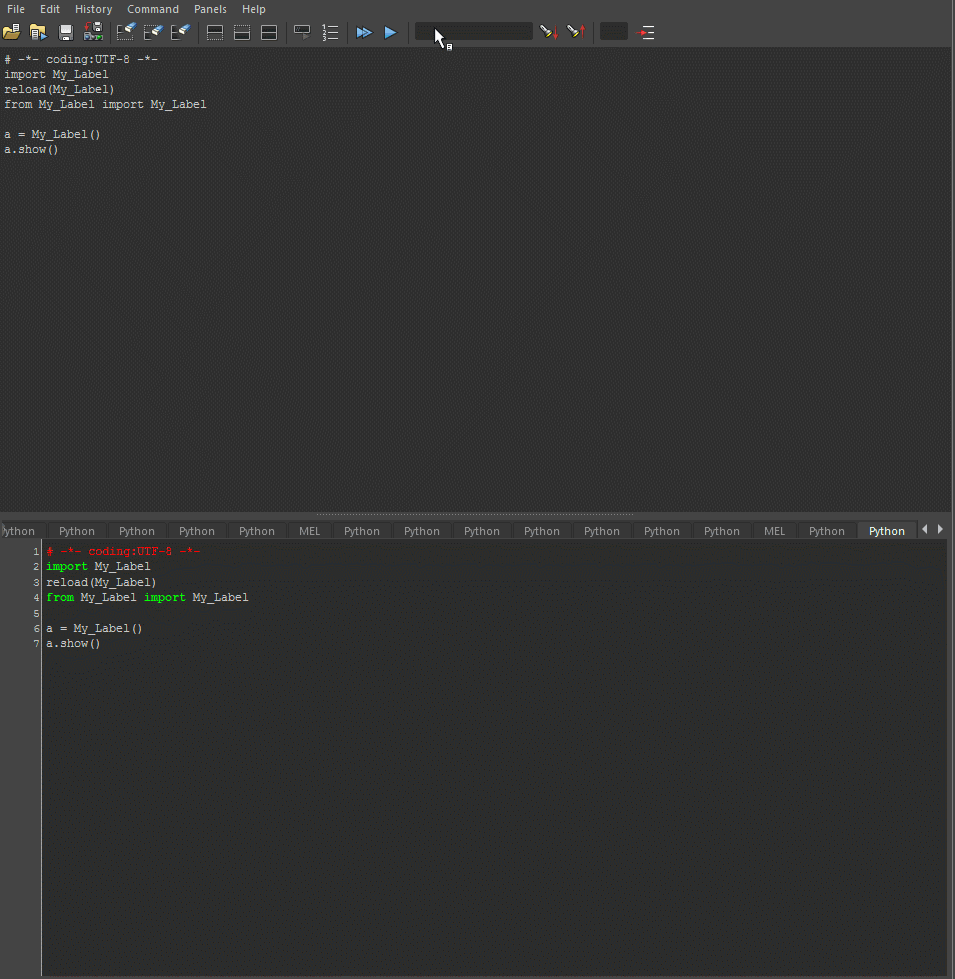 File Edit History Command Panels Help
# -*- coding:UTF-8 -*-
import My_Label
reload(My_Label)
from My_Label import My_Label
a = My_Label()
a.show()
ython Python Python Python Python MEL Python Python Python Python Python Python Python MEL Python Python
1 # -*- coding:UTF-8 -*-
2 import My_Label
3 reload(My_Label)
4 from My_Label import My_Label
5
6 a = My_Label()
7 a.show()